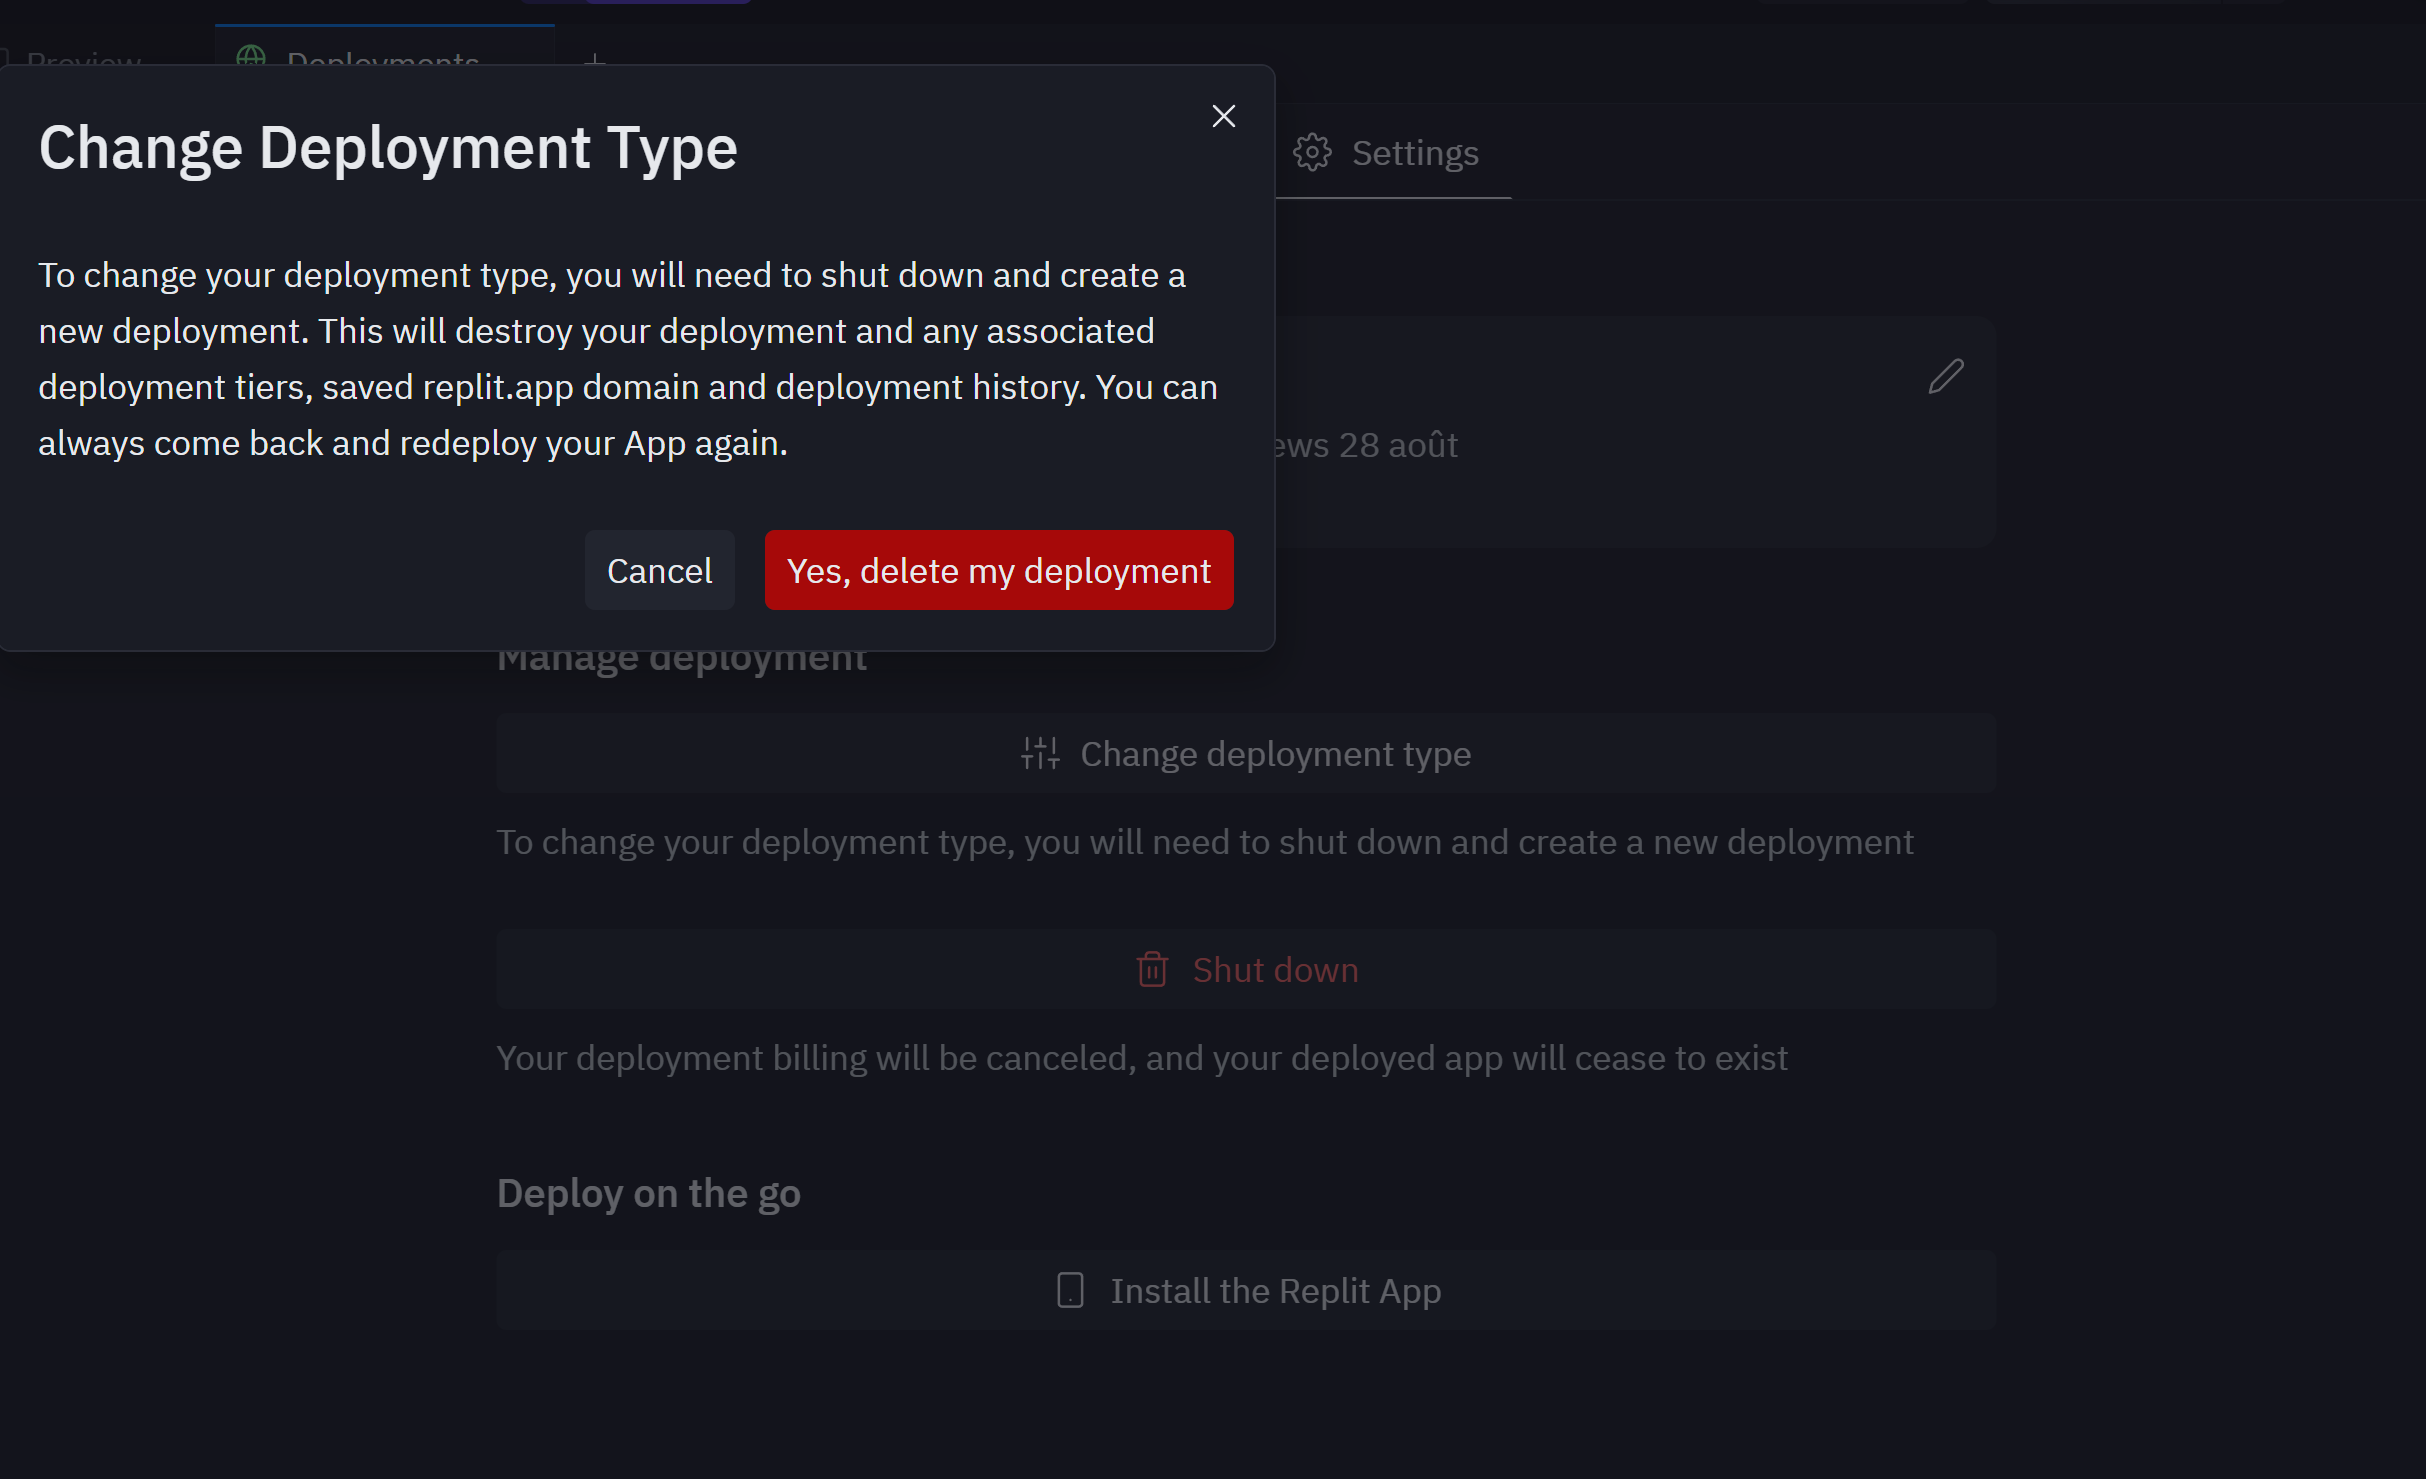 Preview
Deployments
Change Deployment Type
Settings
To change your deployment type, you will need to shut down and create a
new deployment. This will destroy your deployment and any associated
deployment tiers, saved replit.app domain and deployment history. You can
always come back and redeploy your App again.
ews 28 août
Cancel
Yes, delete my deployment
Manage deployment
Change deployment type
To change your deployment type, you will need to shut down and create a new deployment
Shut down
Your deployment billing will be canceled, and your deployed app will cease to exist
Deploy on the go
Install the Replit App